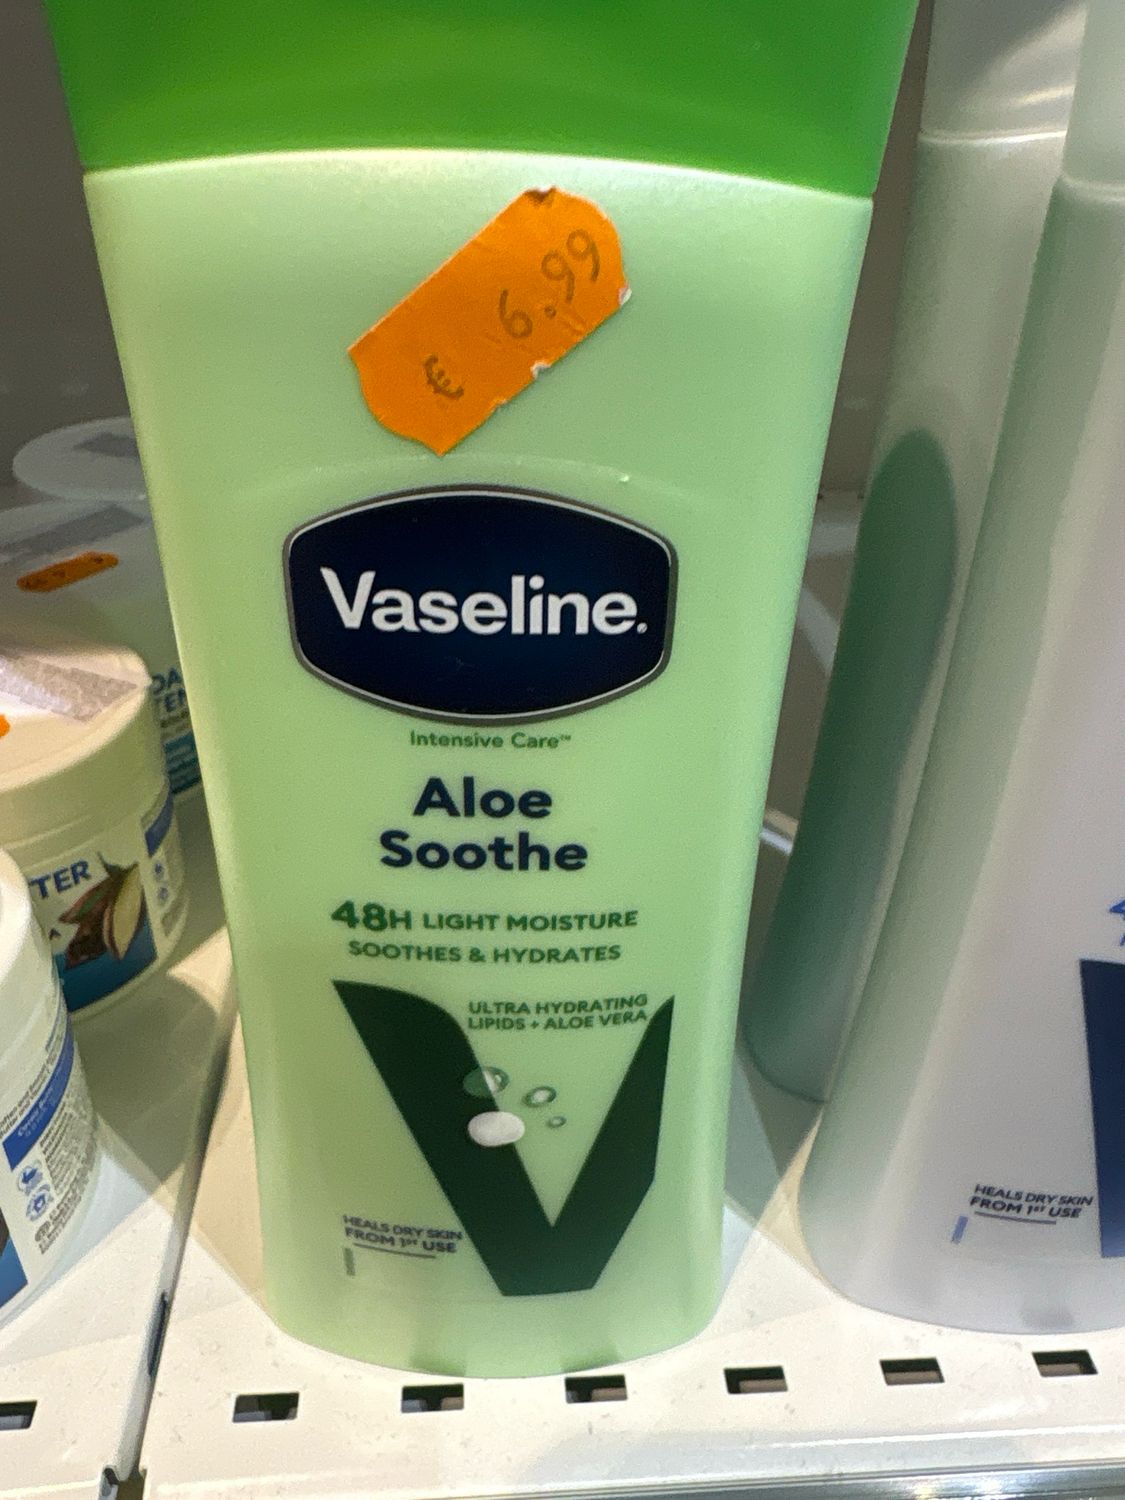 € 6.99
Vaseline.
Intensive Care™
Aloe
Soothe
48H LIGHT MOISTURE
SOOTHES & HYDRATES
ULTRA HYDRATING
LIPIDS + ALOE VERA
HEALS DRY SKIN
FROM 1ST USE
TER
HEALS DRY SKIN
FROM 1ST USE